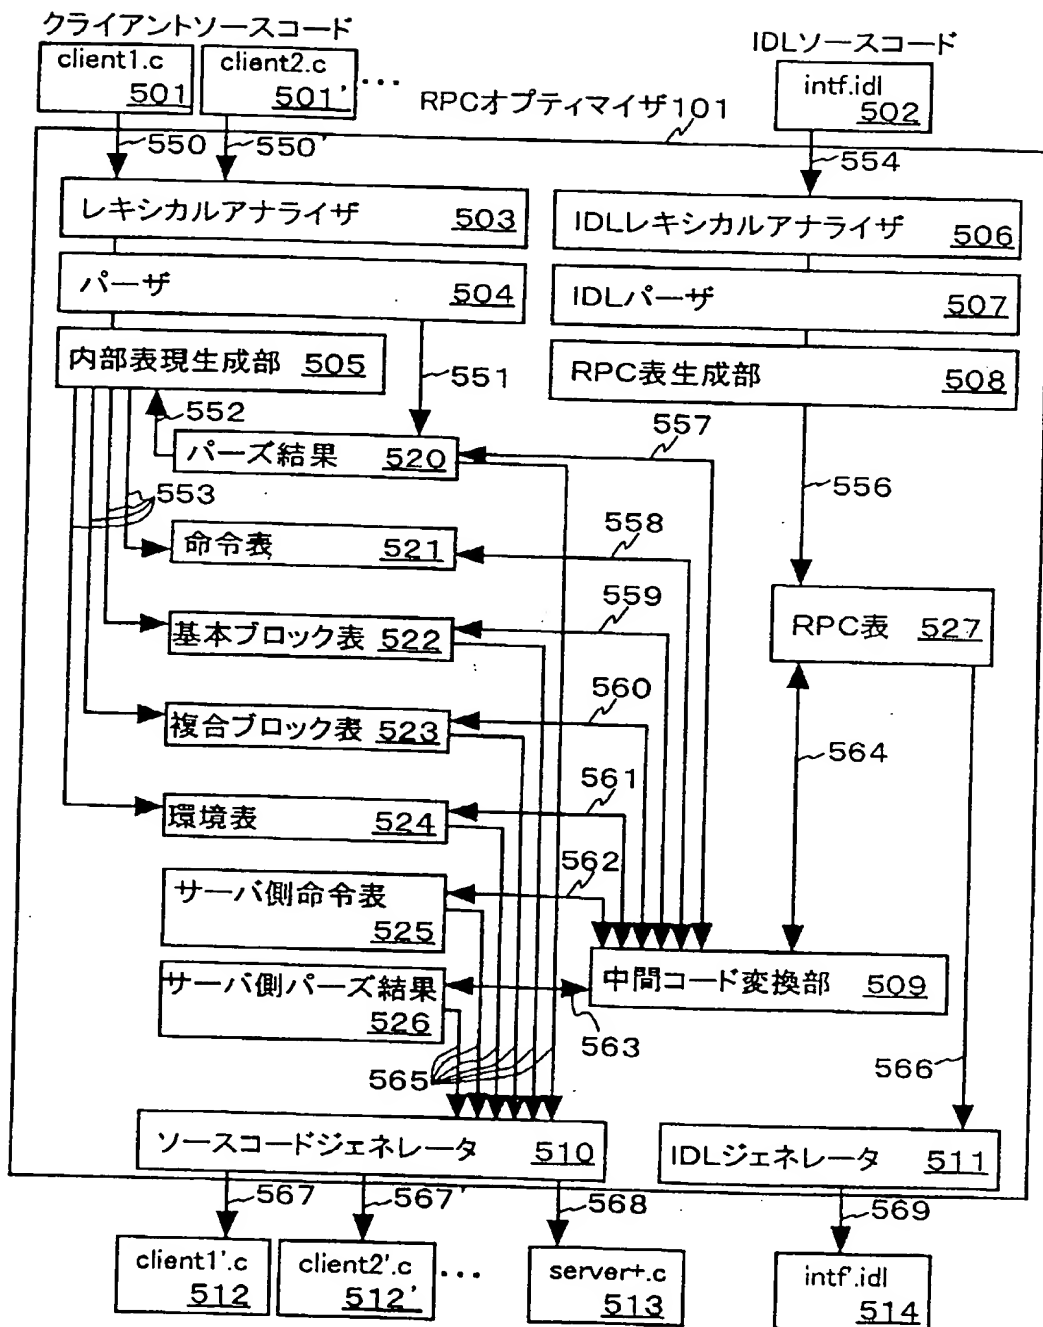 クライアントソースコード
client1.c
501
client2.c
501'
...
IDLソースコード
intf.idl
502
RPCオプティマイザ101
550
550'
554
レキシカルアナライザ 503
IDLレキシカルアナライザ 506
パーザ 504
IDLパーザ 507
内部表現生成部 505
551
RPC表生成部 508
552
557
パーズ結果 520
556
553
558
命令表 521
559
基本ブロック表 522
RPC表 527
560
複合ブロック表 523
564
561
環境表 524
562
サーバ側命令表
525
サーバ側パーズ結果
526
中間コード変換部 509
563
565
566
ソースコードジェネレータ 510
IDLジェネレータ 511
567
567'
568
569
client1'.c
512
client2'.c
512'
...
server+.c
513
intf'.idl
514